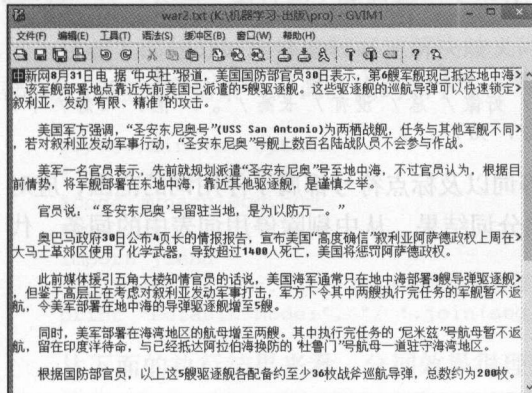 war2.txt (K:\机器学习-出版\pro) - GVIM1
文件(F) 编辑(E) 工具(T) 语法(S) 缓冲区(B) 窗口(W) 帮助(H)
中新网8月31日电 据“中央社”报道，美国国防部官员30日表示，第6艘军舰现已抵达地中海>
，该军舰部署地点靠近先前美国已派遣的5艘驱逐舰。这些驱逐舰的巡航导弹可以快速锁定>
叙利亚，发动“有限、精准”的攻击。
美国军方强调，“圣安东尼奥号”(USS San Antonio)为两栖战舰，任务与其他军舰不同>
，若对叙利亚发动军事行动，“圣安东尼奥”号舰上数百名陆战队员不会参与作战。
美军一名官员表示，先前就规划派遣“圣安东尼奥”号至地中海，不过官员认为，根据目
前情势，将军舰部署在东地中海，靠近其他驱逐舰，是谨慎之举。
官员说：“圣安东尼奥”号留驻当地，是为以防万一。”
奥巴马政府30日公布4页长的情报报告，宣布美国“高度确信”叙利亚阿萨德政权上周在>
大马士革郊区使用了化学武器，导致超过1400人死亡，美国将惩罚阿萨德政权。
此前媒体援引五角大楼知情官员的话说，美国海军通常只在地中海部署3艘导弹驱逐舰>
，但鉴于高层正在考虑对叙利亚发动军事打击，军方下令其中两艘执行完任务的军舰暂不返
航，令美军部署在地中海的导弹驱逐舰增至5艘。
同时，美军部署在海湾地区的航母增至两艘。其中执行完任务的“尼米兹”号航母暂不返
航，留在印度洋待命，与已经抵达阿拉伯海换防的“杜鲁门”号航母一道驻守海湾地区。
根据国防部官员，以上这5艘驱逐舰各配备约至少36枚战斧巡航导弹，总数约为200枚。